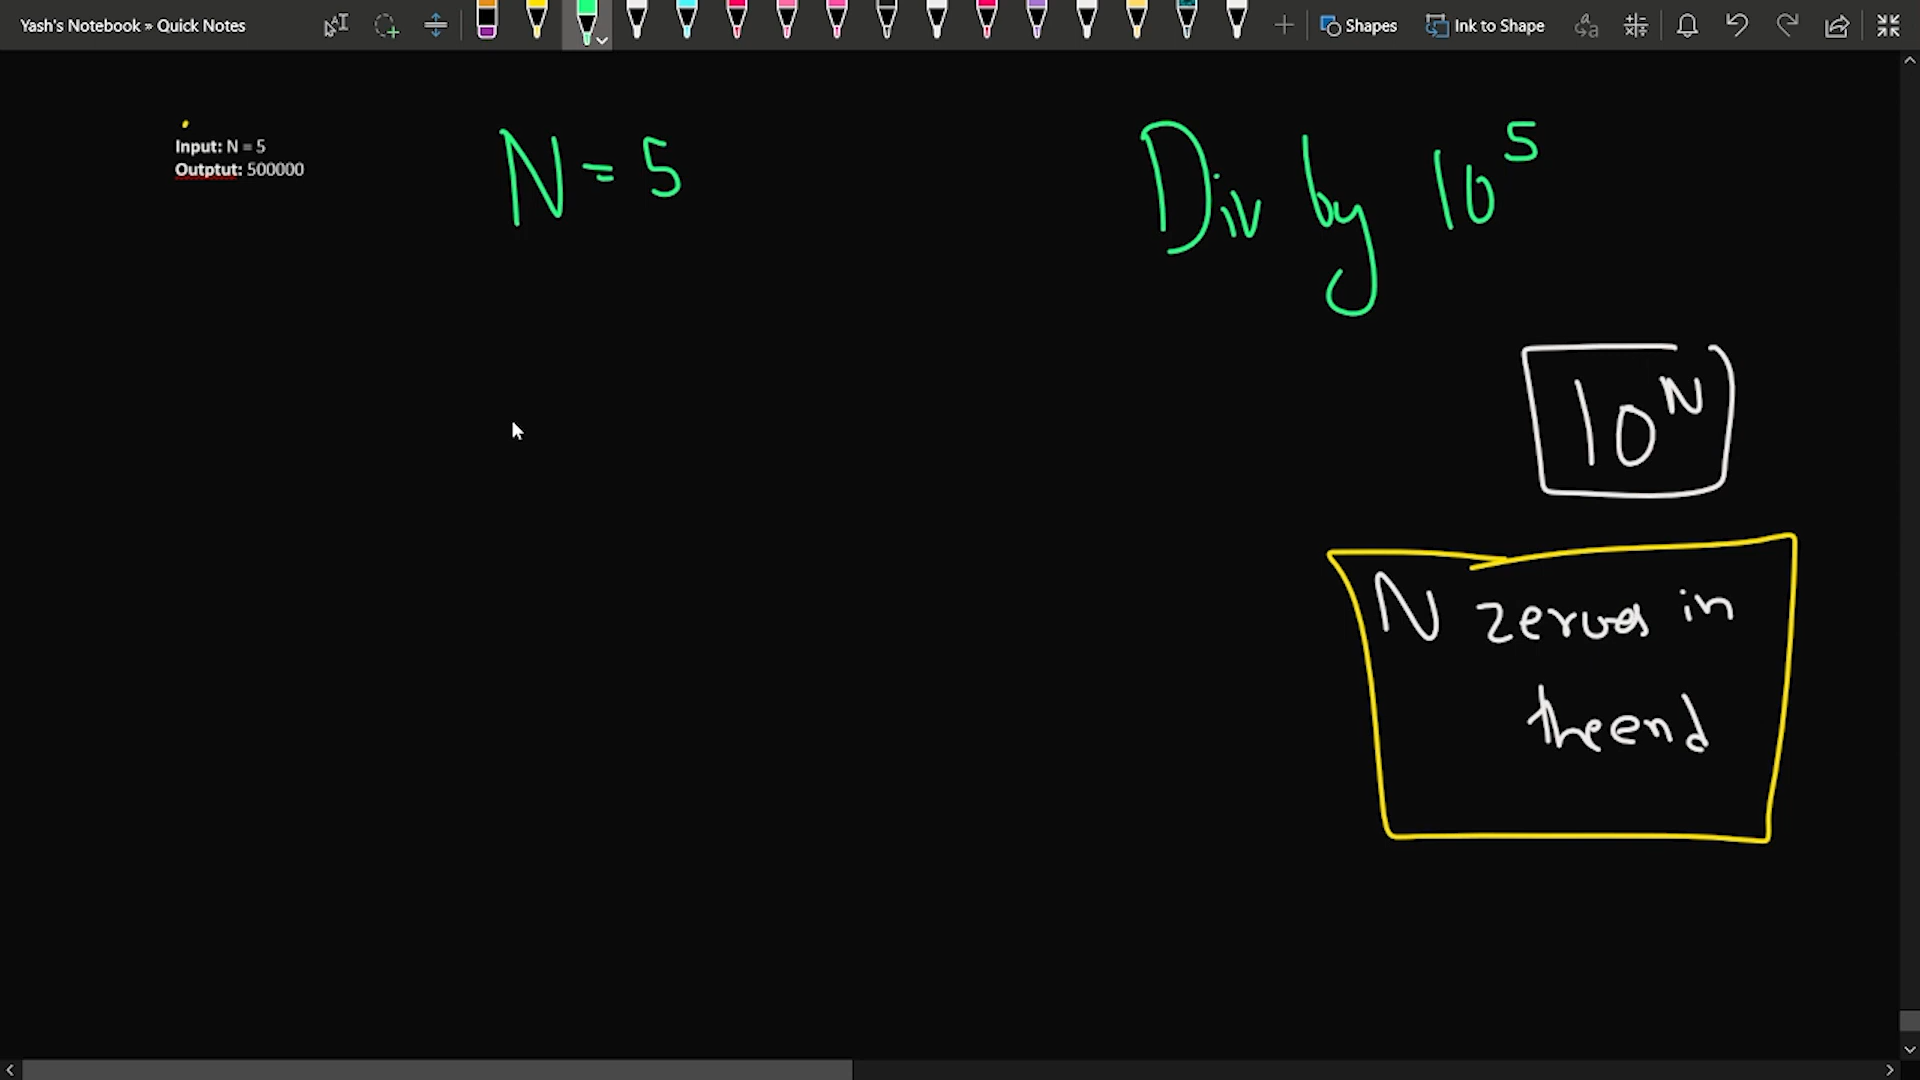 Yash's Notebook » Quick Notes
Shapes
Ink to Shape
Input: N = 5
Outptut: 500000
N = 5
Div by 10^5
10^N
N zeroes in
the end